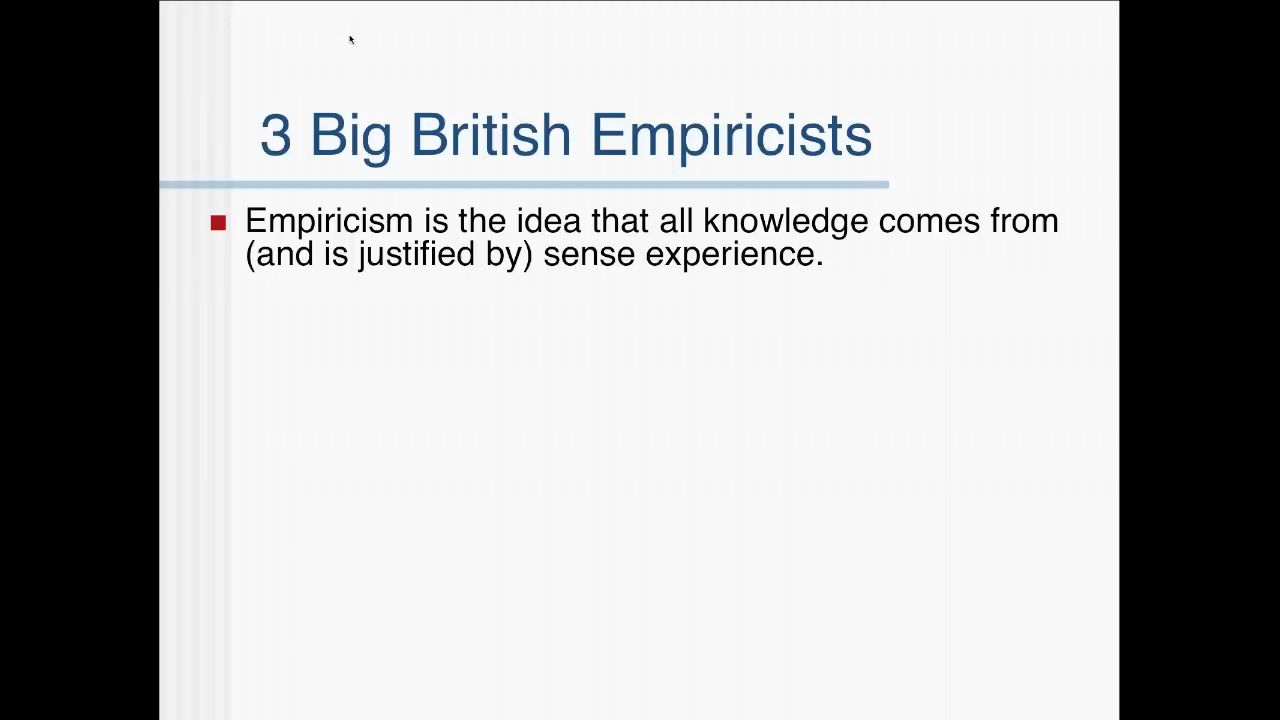 3 Big British Empiricists
Empiricism is the idea that all knowledge comes from
(and is justified by) sense experience.